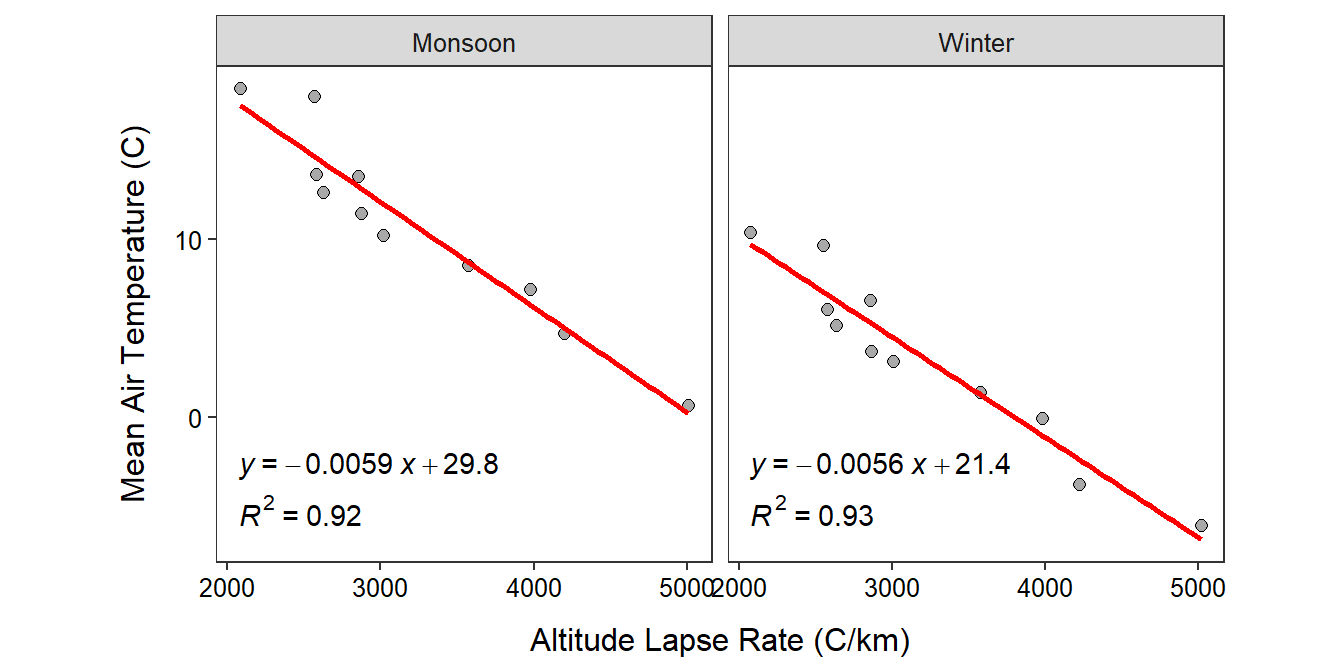 Monsoon
Winter
Mean Air Temperature (C)
10
0
y = −0.0059 x + 29.8
R² = 0.92
y = −0.0056 x + 21.4
R² = 0.93
2000 3000 4000 5000
2000 3000 4000 5000
Altitude Lapse Rate (C/km)